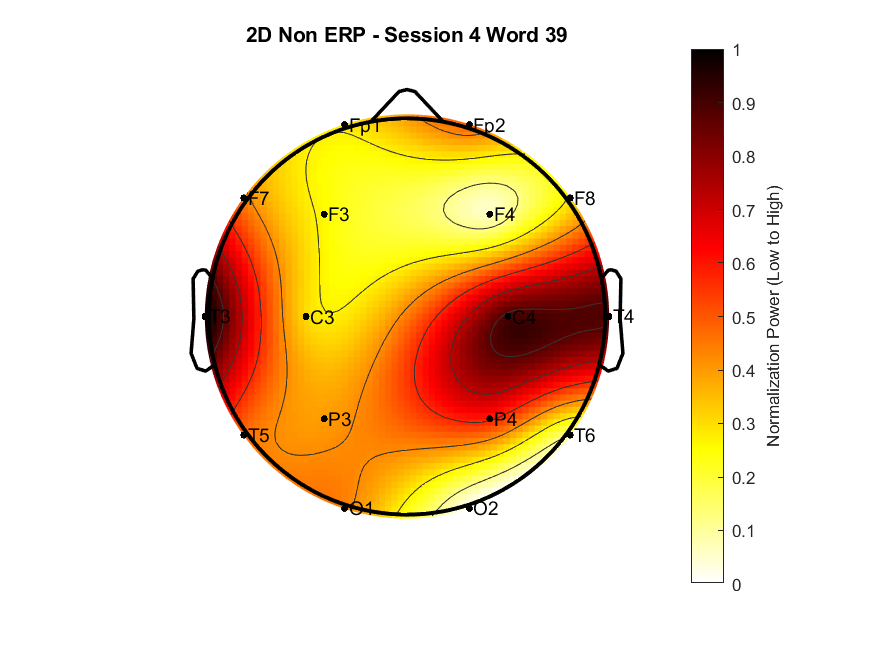 2D Non ERP - Session 4 Word 39
Fp1 Fp2
F7 F8
F3 F4
T3 C3 C4 T4
P3 P4
T5 T6
O1 O2
1
0.9
0.8
0.7
0.6
0.5
0.4
0.3
0.2
0.1
0
Normalization Power (Low to High)